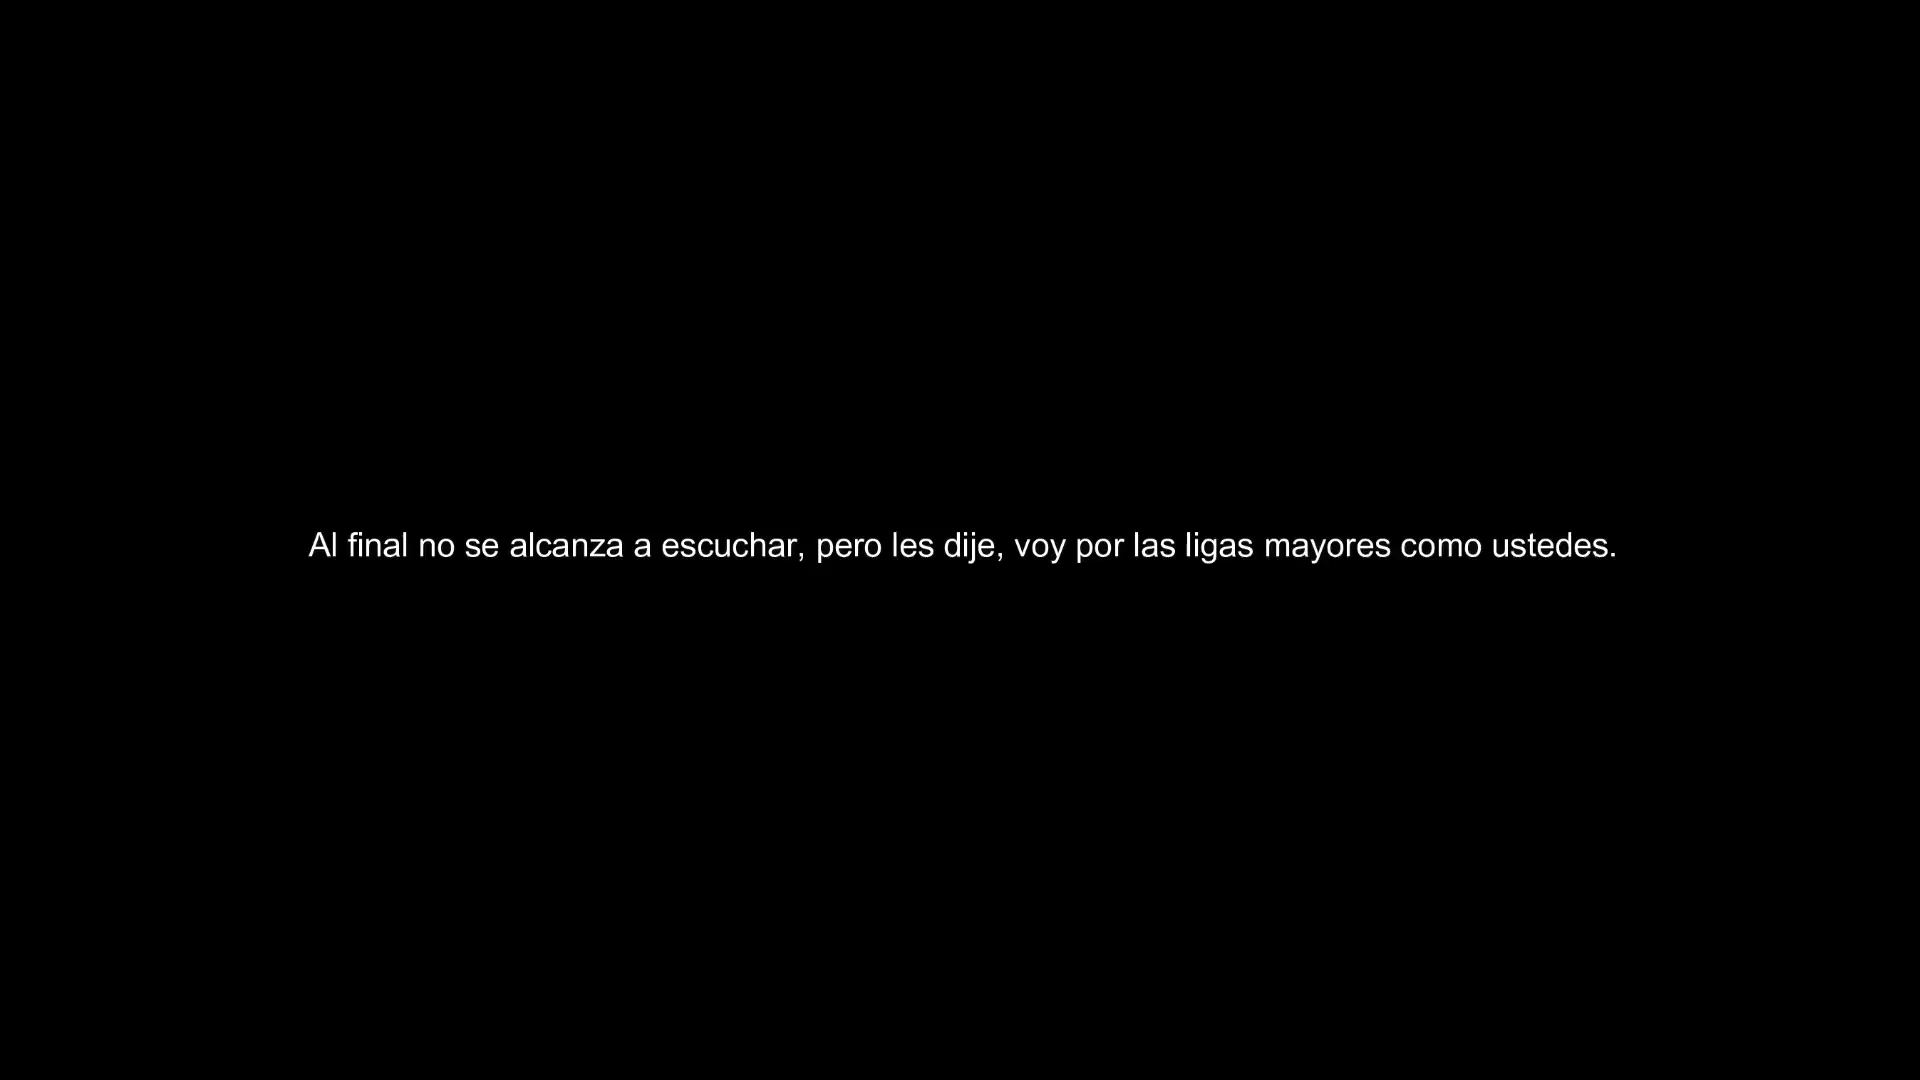 Al final no se alcanza a escuchar, pero les dije, voy por las ligas mayores como ustedes.